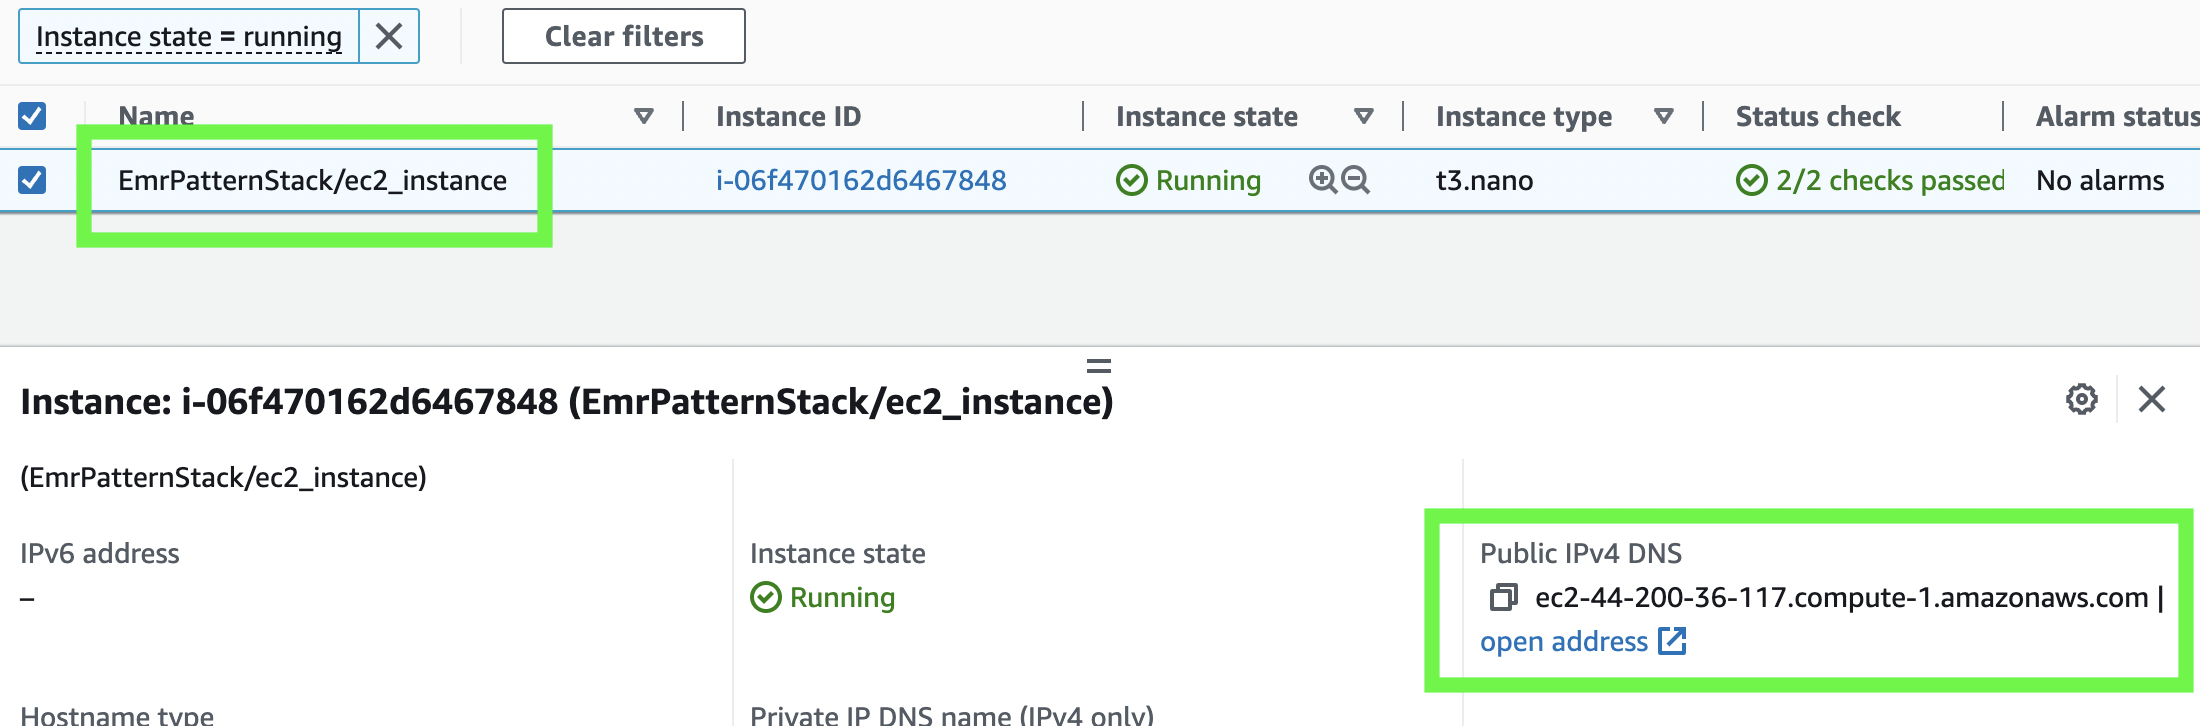 Instance state = running
Clear filters
Name Instance ID Instance state Instance type Status check Alarm status
EmrPatternStack/ec2_instance i-06f470162d6467848 Running t3.nano 2/2 checks passed No alarms
Instance: i-06f470162d6467848 (EmrPatternStack/ec2_instance)
(EmrPatternStack/ec2_instance)
IPv6 address
–
Instance state
Running
Public IPv4 DNS
ec2-44-200-36-117.compute-1.amazonaws.com |
open address
Hostname type
Private IP DNS name (IPv4 only)